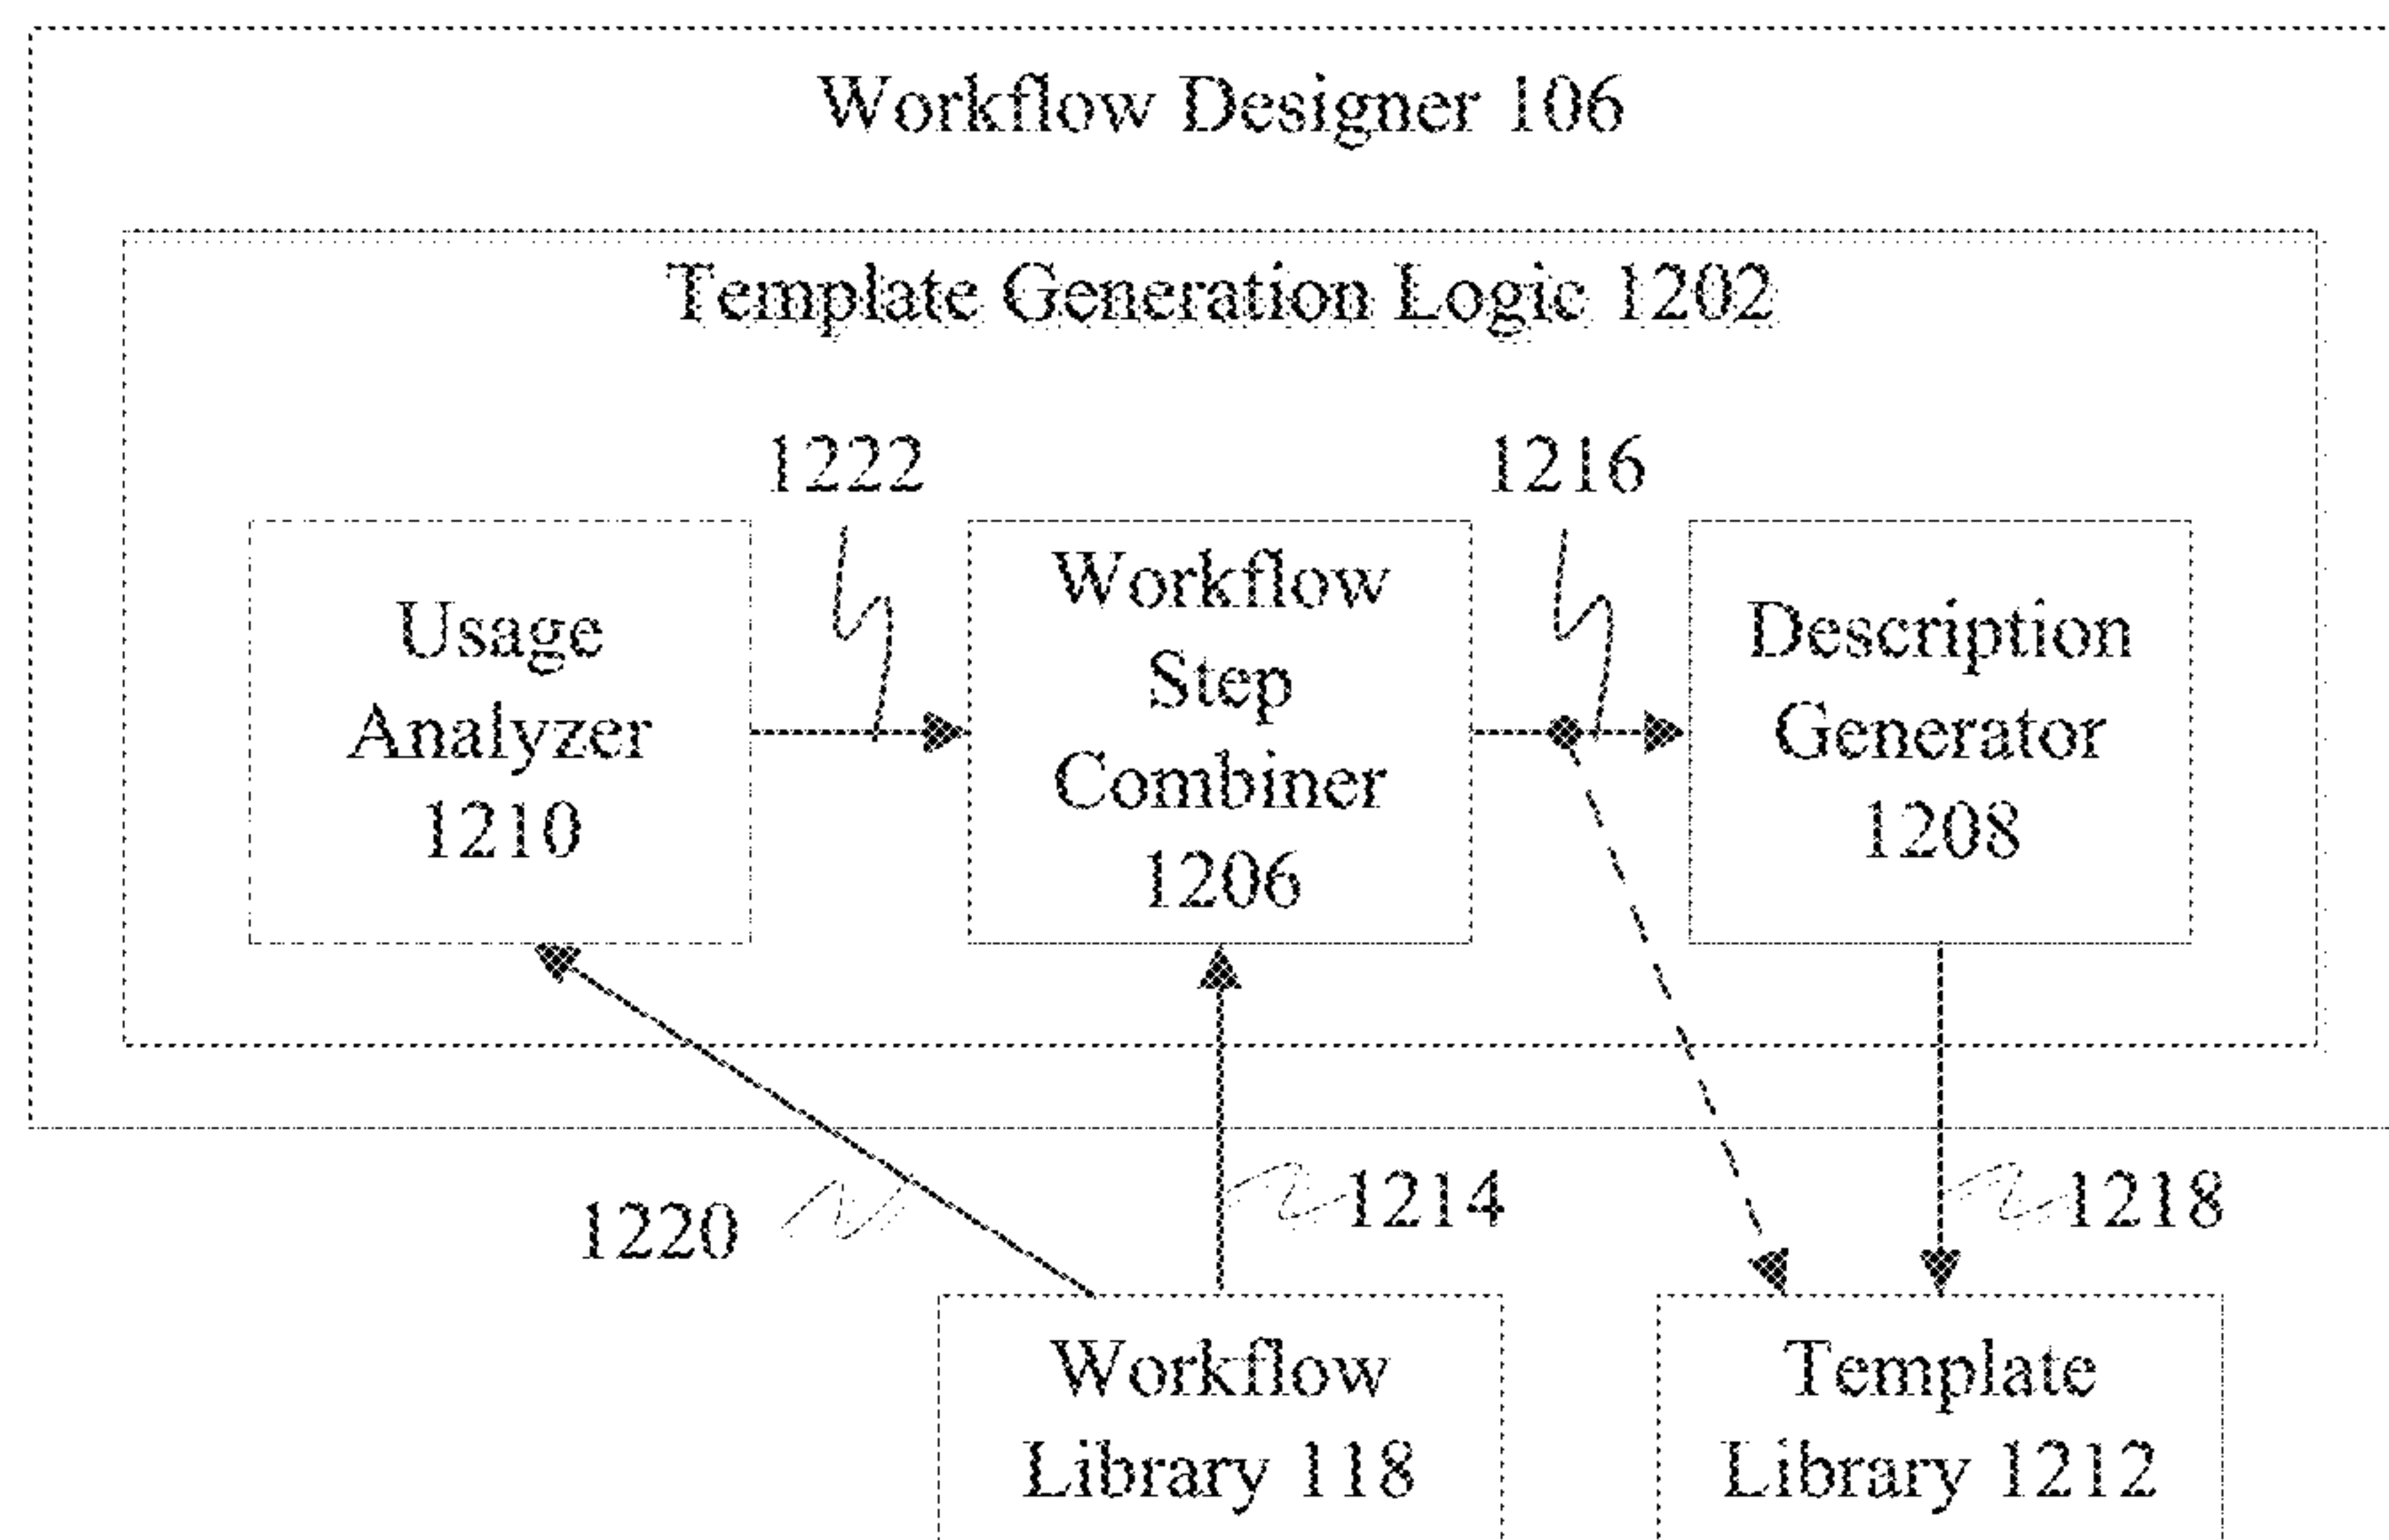 Workflow Designer 106
Template Generation Logic 1202
1222
1216
Usage
Analyzer
1210
Workflow
Step
Combiner
1206
Description
Generator
1208
1220
1214
1218
Workflow
Library 118
Template
Library 1212